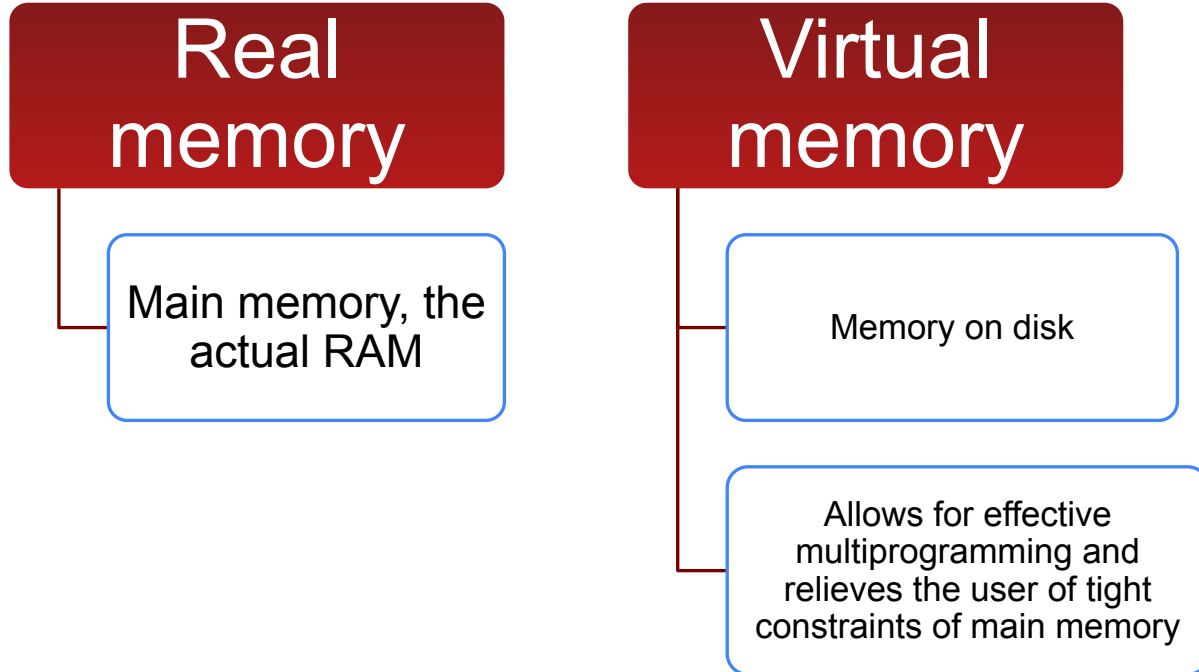 Real
memory
Main memory, the
actual RAM
Virtual
memory
Memory on disk
Allows for effective
multiprogramming and
relieves the user of tight
constraints of main memory